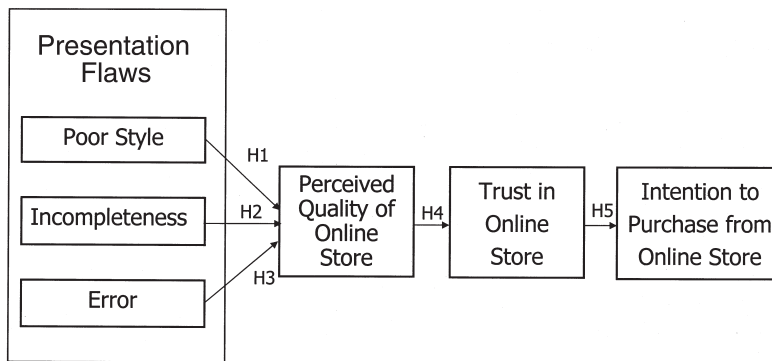 Presentation
Flaws
Poor Style
Incompleteness
Error
H1
H2
H3
Perceived
Quality of
Online
Store
H4
Trust in
Online
Store
H5
Intention to
Purchase from
Online Store